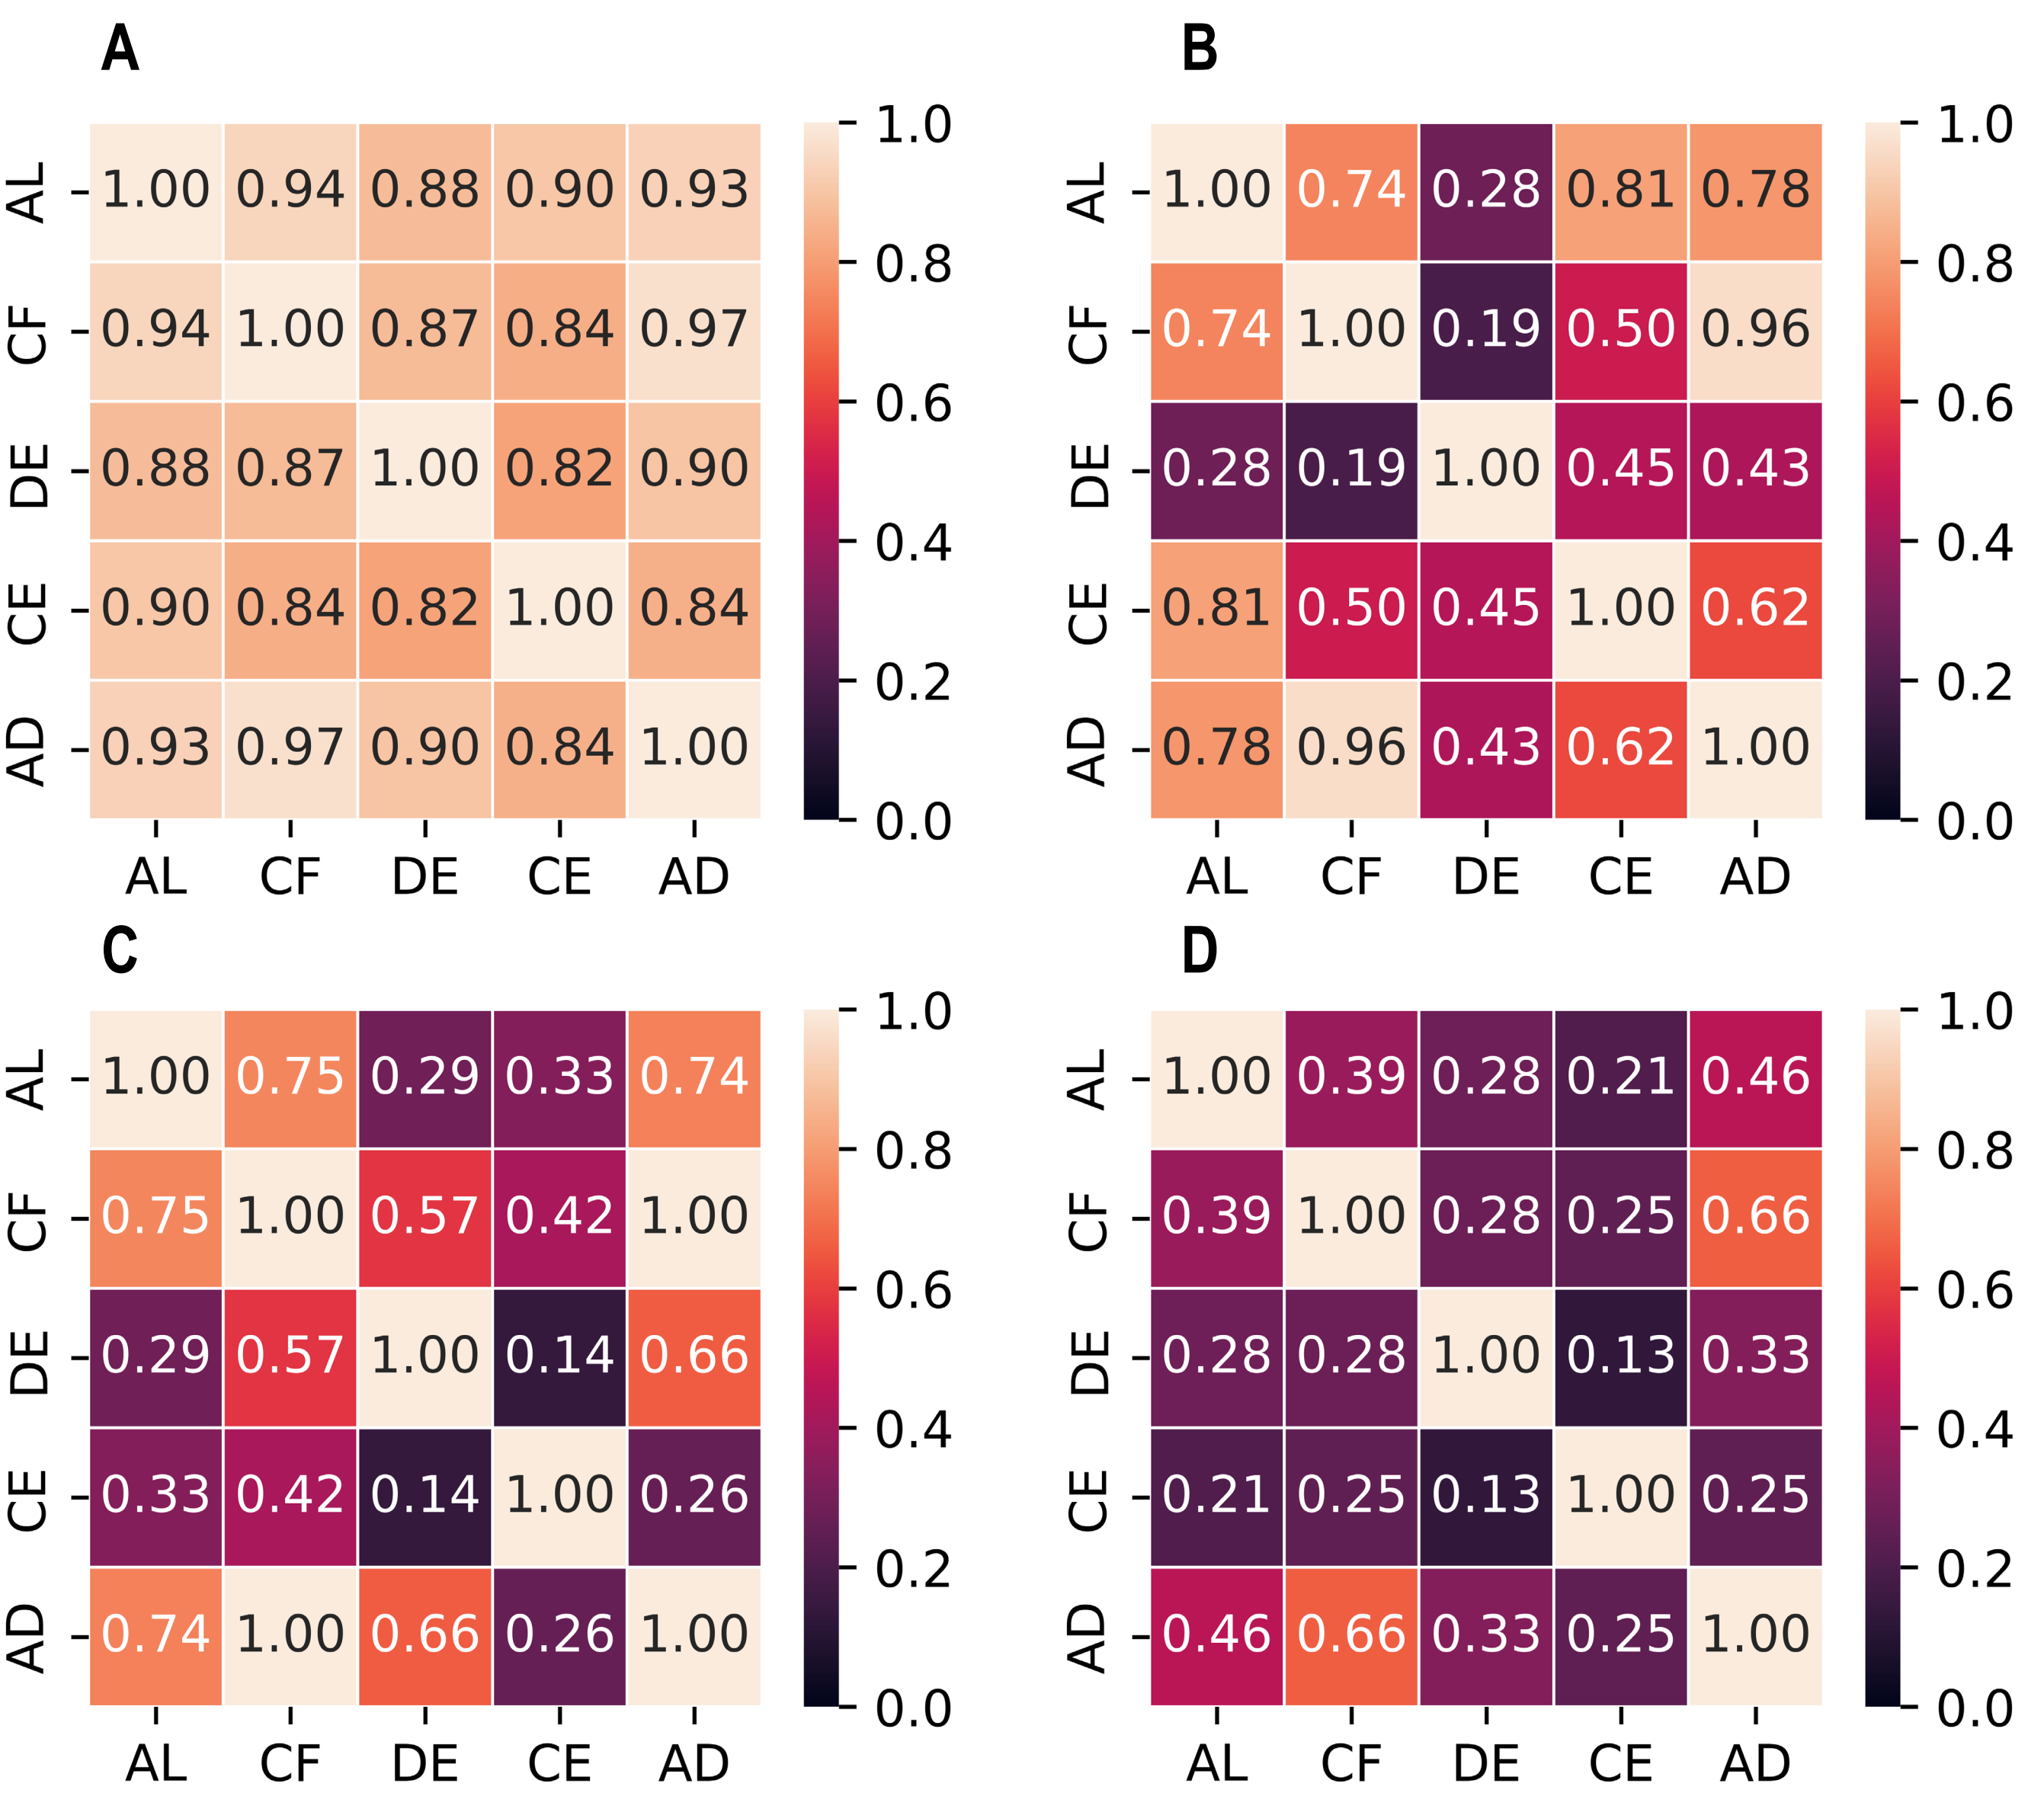 A
B
1.0
0.8
0.6
0.4
0.2
0.0
AL 1.00 0.94 0.88 0.90 0.93
CF 0.94 1.00 0.87 0.84 0.97
DE 0.88 0.87 1.00 0.82 0.90
CE 0.90 0.84 0.82 1.00 0.84
AD 0.93 0.97 0.90 0.84 1.00
AL CF DE CE AD
1.0
0.8
0.6
0.4
0.2
0.0
AL 1.00 0.74 0.28 0.81 0.78
CF 0.74 1.00 0.19 0.50 0.96
DE 0.28 0.19 1.00 0.45 0.43
CE 0.81 0.50 0.45 1.00 0.62
AD 0.78 0.96 0.43 0.62 1.00
AL CF DE CE AD
C
D
1.0
0.8
0.6
0.4
0.2
0.0
AL 1.00 0.75 0.29 0.33 0.74
CF 0.75 1.00 0.57 0.42 1.00
DE 0.29 0.57 1.00 0.14 0.66
CE 0.33 0.42 0.14 1.00 0.26
AD 0.74 1.00 0.66 0.26 1.00
AL CF DE CE AD
1.0
0.8
0.6
0.4
0.2
0.0
AL 1.00 0.39 0.28 0.21 0.46
CF 0.39 1.00 0.28 0.25 0.66
DE 0.28 0.28 1.00 0.13 0.33
CE 0.21 0.25 0.13 1.00 0.25
AD 0.46 0.66 0.33 0.25 1.00
AL CF DE CE AD